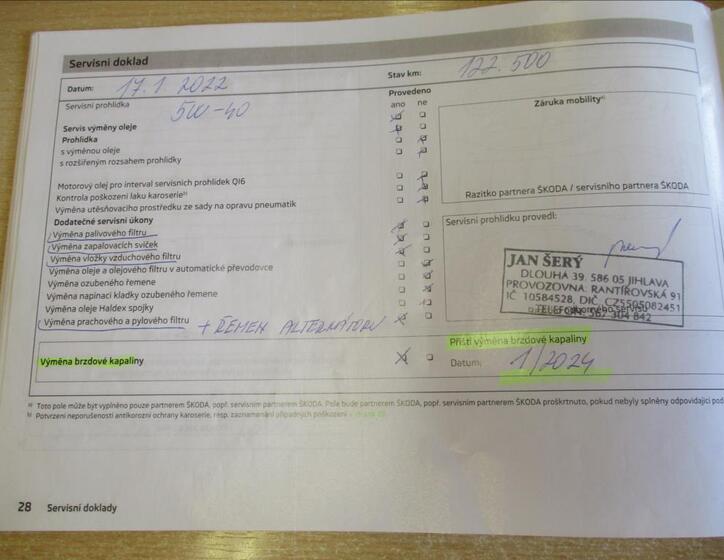 Servisní doklad
Datum: 17.1.2022
Stav km: 122.500
Servisní prohlídka 5W-40
Provedeno
ano ne
Servis výměny oleje
Prohlídka
s výměnou oleje
s rozšířeným rozsahem prohlídky
Motorový olej pro interval servisních prohlídek QI6
Kontrola poškození laku karoserie b)
Výměna utěsňovacího prostředku ze sady na opravu pneumatik
Dodatečné servisní úkony
Výměna palivového filtru
Výměna zapalovacích svíček
Výměna vložky vzduchového filtru
Výměna oleje a olejového filtru v automatické převodovce
Výměna ozubeného řemene
Výměna napínací kladky ozubeného řemene
Výměna oleje Haldex spojky
Výměna prachového a pylového filtru + ŘEMEN ALTERNÁTORU
Záruka mobility a)
Razítko partnera ŠKODA / servisního partnera ŠKODA
Servisní prohlídku provedl:
JAN ŠERÝ
DLOUHÁ 39, 586 05 JIHLAVA
PROVOZOVNA: RANTÍŘOVSKÁ 91
IČ 10584528, DIČ CZ5505082451
TELEFON: 567 304 842
Výměna brzdové kapaliny
Příští výměna brzdové kapaliny
Datum: 1/2024
a) Toto pole může být vyplněno pouze partnerem ŠKODA, popř. servisním partnerem ŠKODA. Pole bude partnerem ŠKODA, popř. servisním partnerem ŠKODA proškrtnuto, pokud nebyly splněny odpovídající pod
b) Potvrzení neporušenosti antikorozní ochrany karoserie, resp. zaznamenání případných poškození
28 Servisní doklady